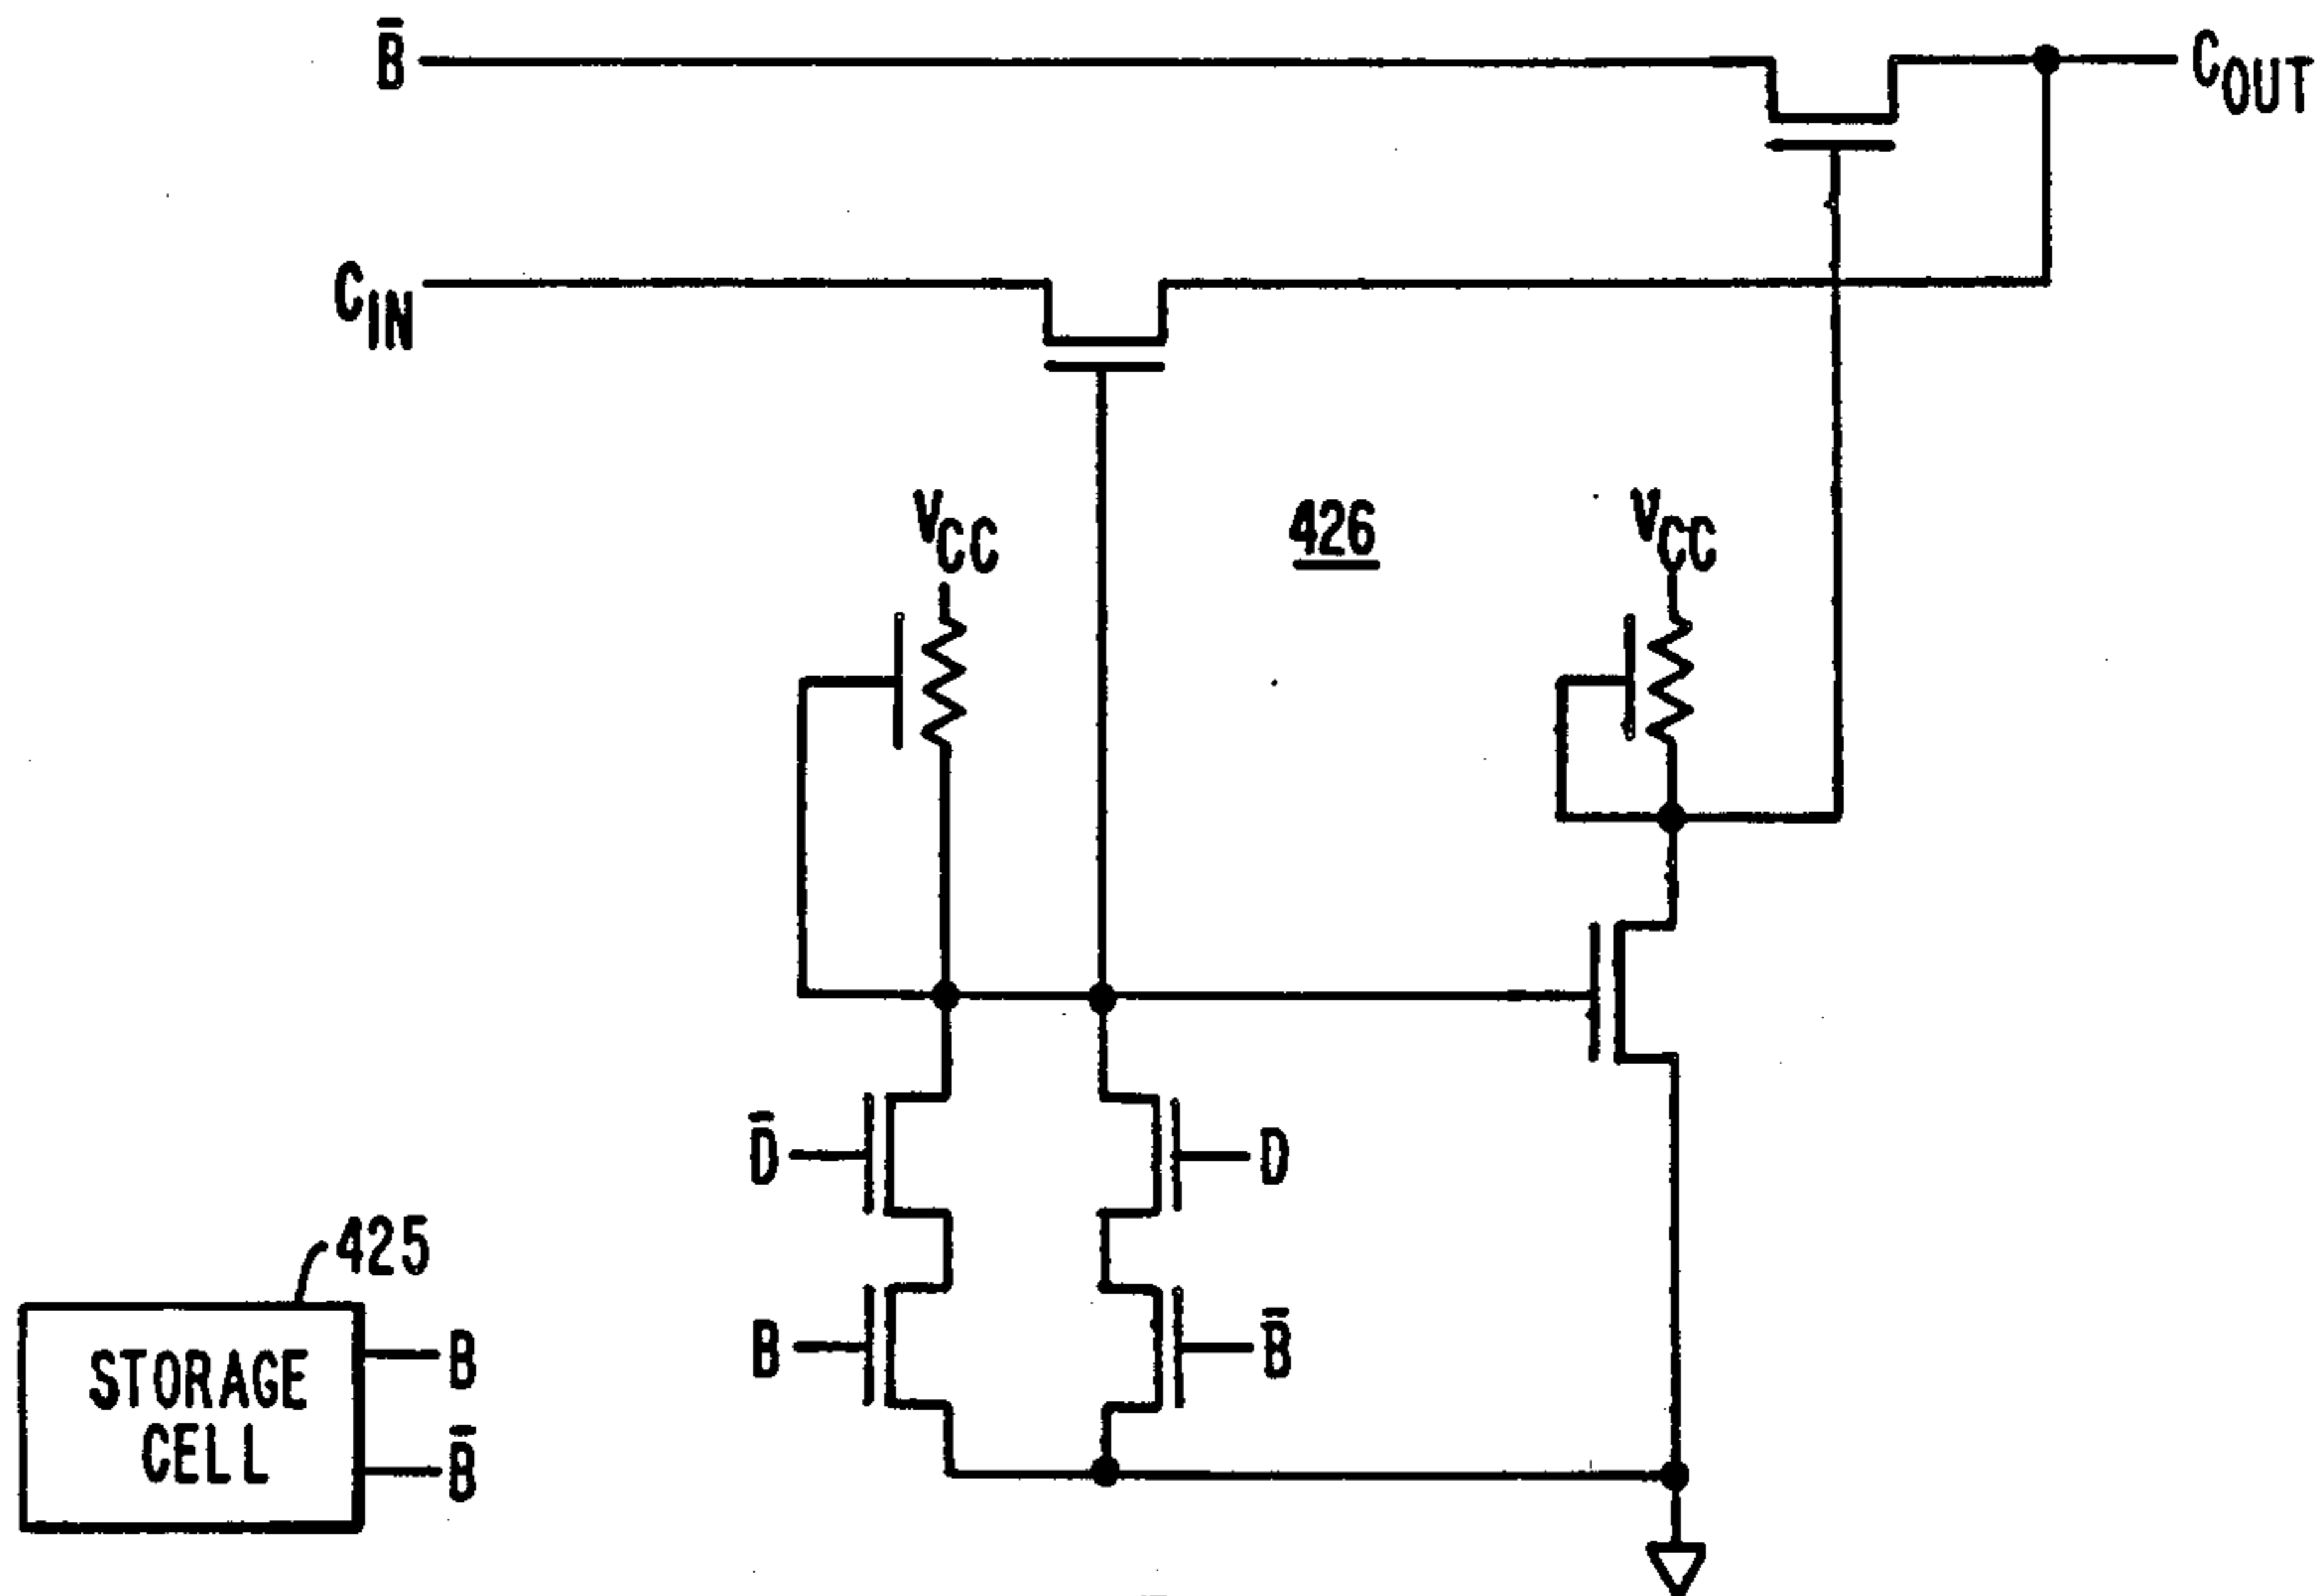 B̅
C_OUT
C_IN
V_CC
426
V_CC
D̅
D
B
B̅
425
STORAGE
CELL
B
B̅